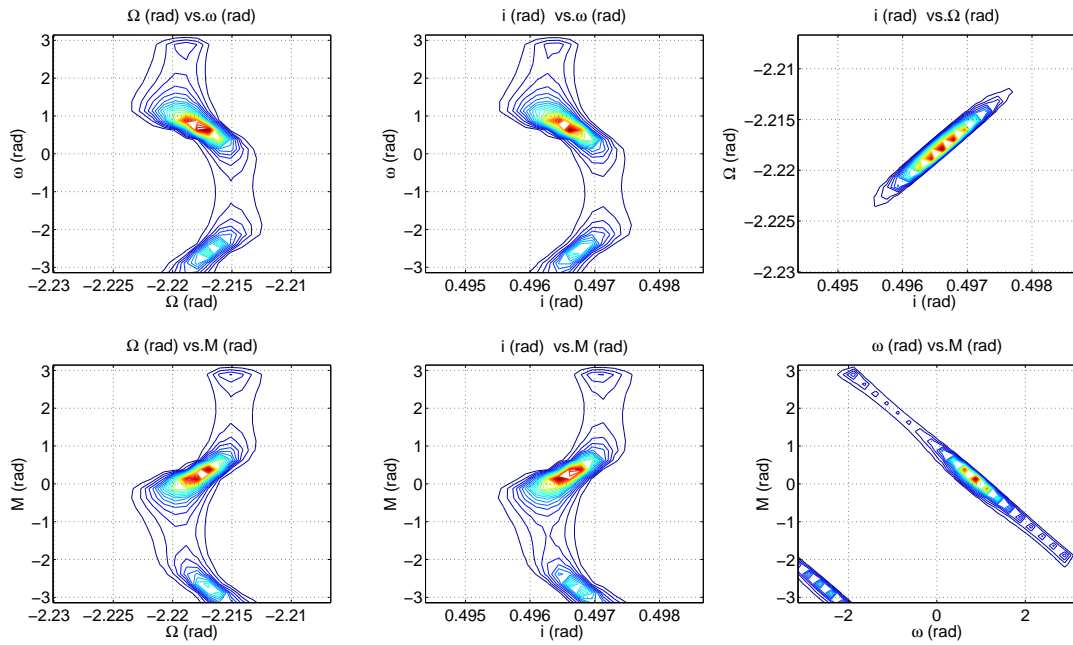 Ω (rad) vs.ω (rad)
3
2
1
0
−1
−2
−3
ω (rad)
−2.23 −2.225 −2.22 −2.215 −2.21
Ω (rad)
i (rad) vs.ω (rad)
3
2
1
0
−1
−2
−3
ω (rad)
0.495 0.496 0.497 0.498
i (rad)
i (rad) vs.Ω (rad)
−2.21
−2.215
−2.22
−2.225
−2.23
Ω (rad)
0.495 0.496 0.497 0.498
i (rad)
Ω (rad) vs.M (rad)
3
2
1
0
−1
−2
−3
M (rad)
−2.23 −2.225 −2.22 −2.215 −2.21
Ω (rad)
i (rad) vs.M (rad)
3
2
1
0
−1
−2
−3
M (rad)
0.495 0.496 0.497 0.498
i (rad)
ω (rad) vs.M (rad)
3
2
1
0
−1
−2
−3
M (rad)
−2 0 2
ω (rad)